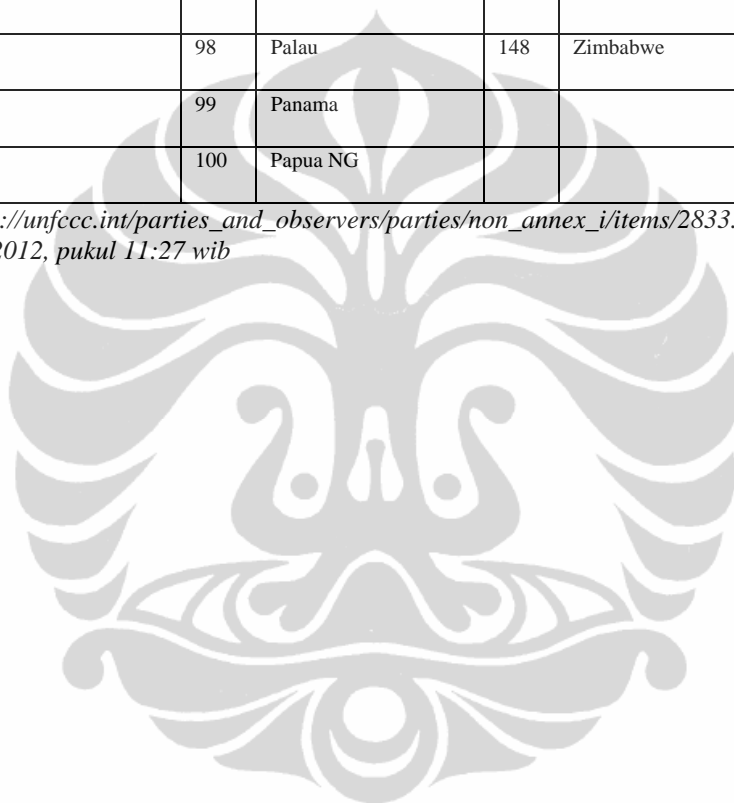 98 Palau 148 Zimbabwe
99 Panama
100 Papua NG
://unfccc.int/parties_and_observers/parties/non_annex_i/items/2833.
2012, pukul 11:27 wib